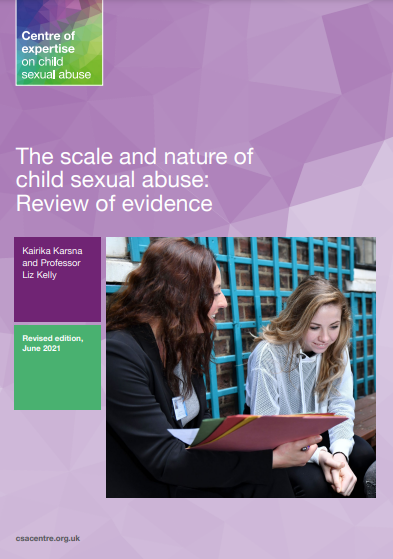 Centre of
expertise
on child
sexual abuse
The scale and nature of
child sexual abuse:
Review of evidence
Kairika Karsna
and Professor
Liz Kelly
Revised edition,
June 2021
csacentre.org.uk